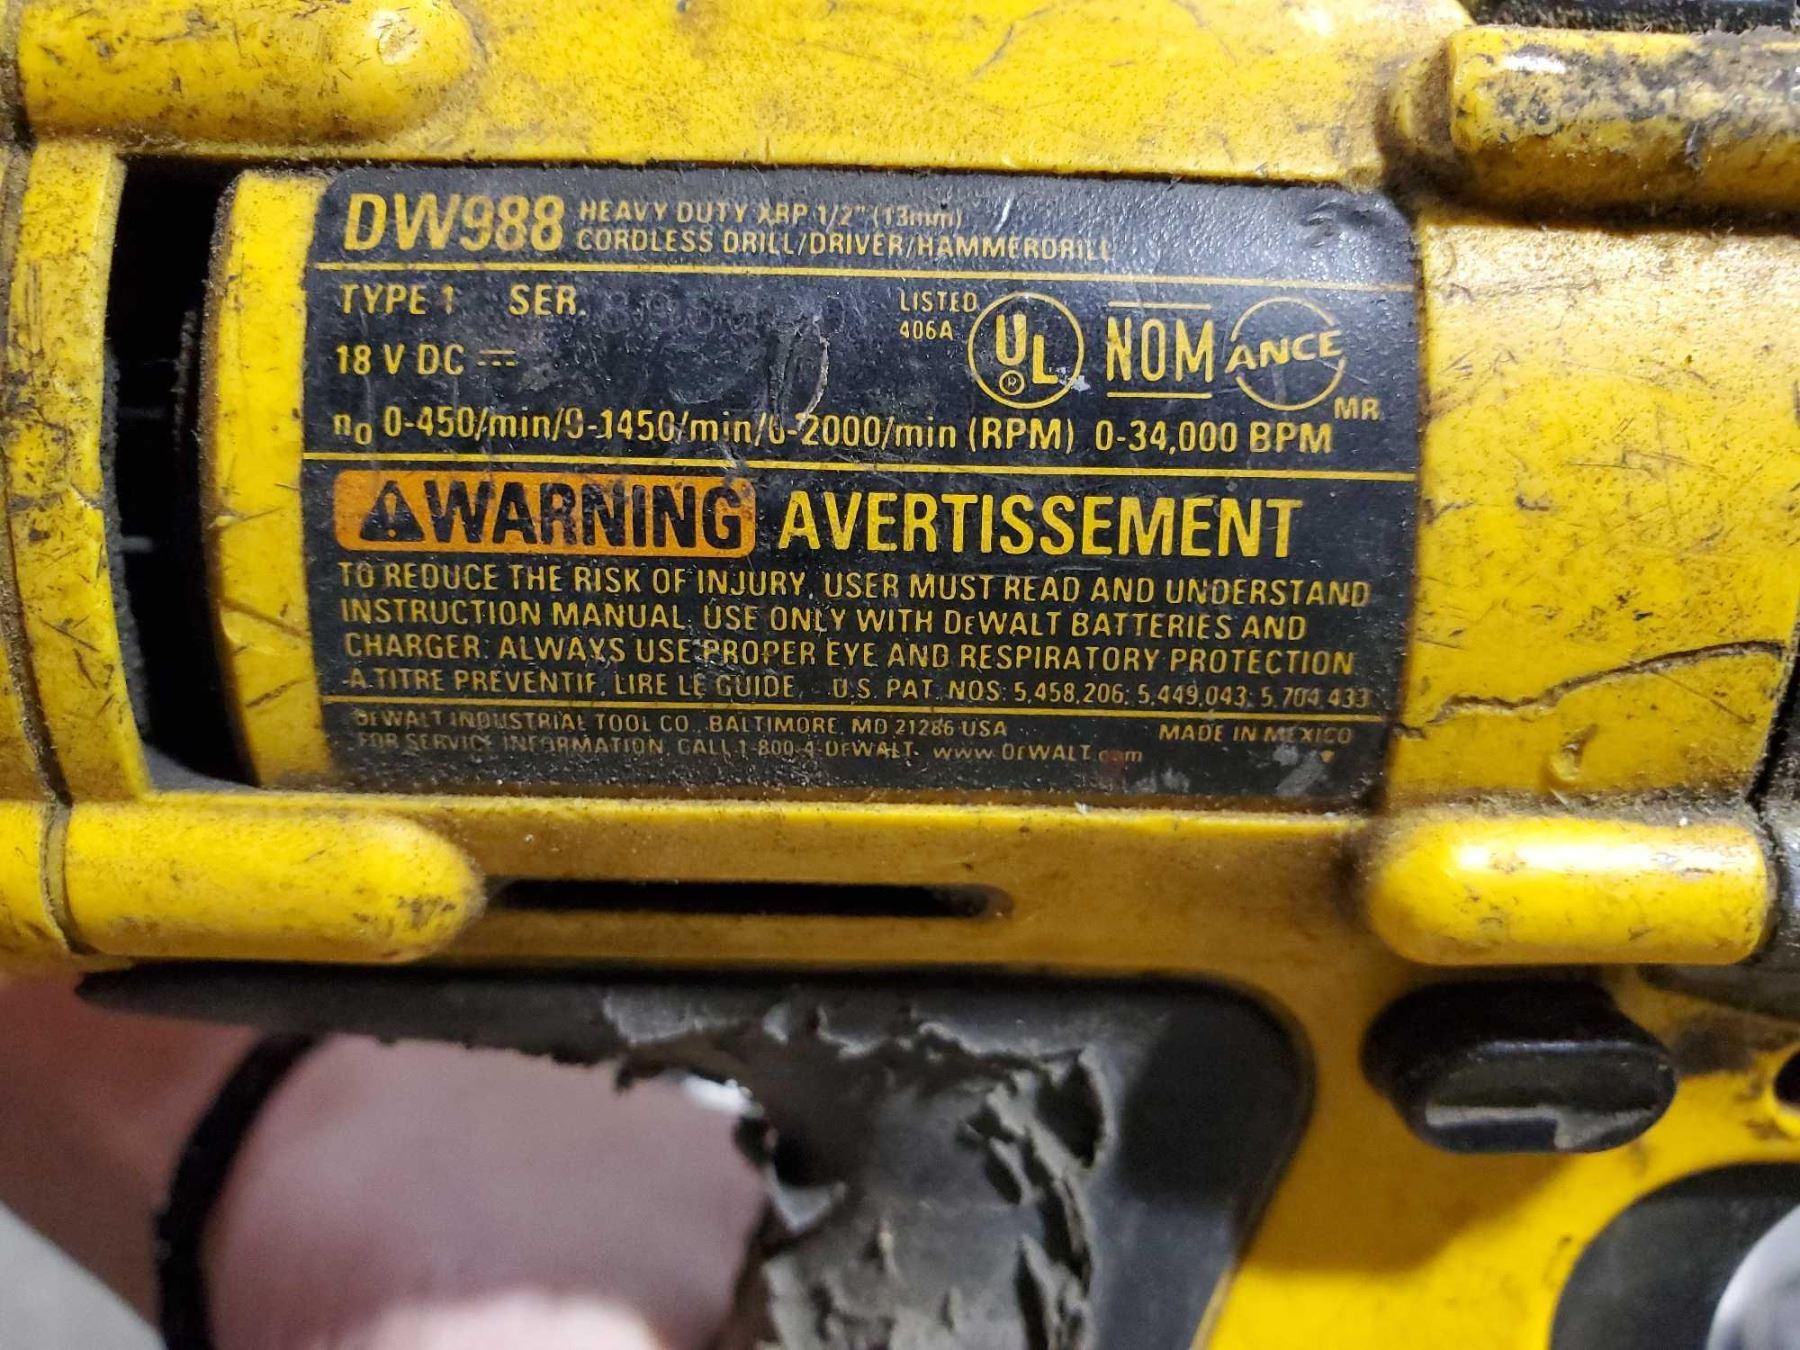 DW988
HEAVY DUTY XRP 1/2" (13mm)
CORDLESS DRILL/DRIVER/HAMMERDRILL
TYPE 1 SER.
LISTED
406A
UL
®
NOM
ANCE
MR
18 V DC
n0 0-450/min/0-1450/min/0-2000/min (RPM) 0-34,000 BPM
WARNING AVERTISSEMENT
TO REDUCE THE RISK OF INJURY, USER MUST READ AND UNDERSTAND
INSTRUCTION MANUAL. USE ONLY WITH DeWALT BATTERIES AND
CHARGER. ALWAYS USE PROPER EYE AND RESPIRATORY PROTECTION
A TITRE PREVENTIF, LIRE LE GUIDE. U.S. PAT. NOS: 5,458,206; 5,449,043; 5,704,433
DEWALT INDUSTRIAL TOOL CO., BALTIMORE, MD 21286 USA MADE IN MEXICO
FOR SERVICE INFORMATION, CALL 1-800-4-DEWALT. www.DEWALT.com